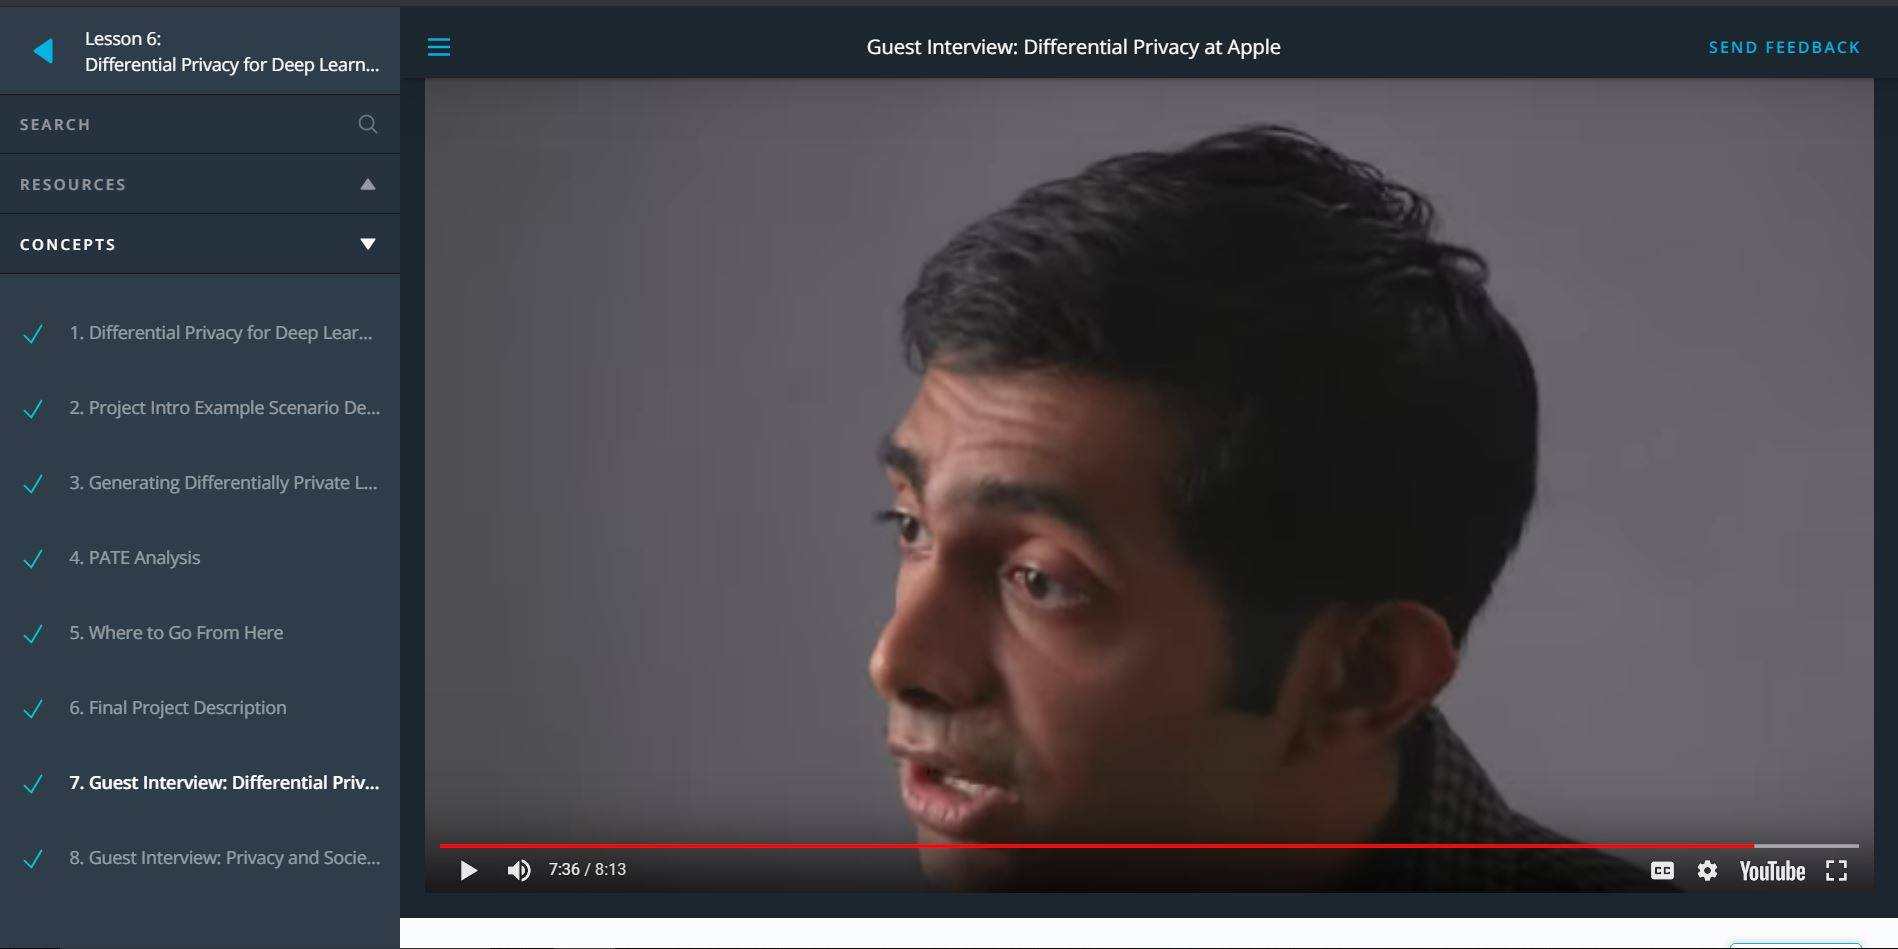 Lesson 6:
Differential Privacy for Deep Learn...
SEARCH
RESOURCES
CONCEPTS
1. Differential Privacy for Deep Lear...
2. Project Intro Example Scenario De...
3. Generating Differentially Private L...
4. PATE Analysis
5. Where to Go From Here
6. Final Project Description
7. Guest Interview: Differential Priv...
8. Guest Interview: Privacy and Socie...
Guest Interview: Differential Privacy at Apple
SEND FEEDBACK
7:36 / 8:13
CC
YouTube